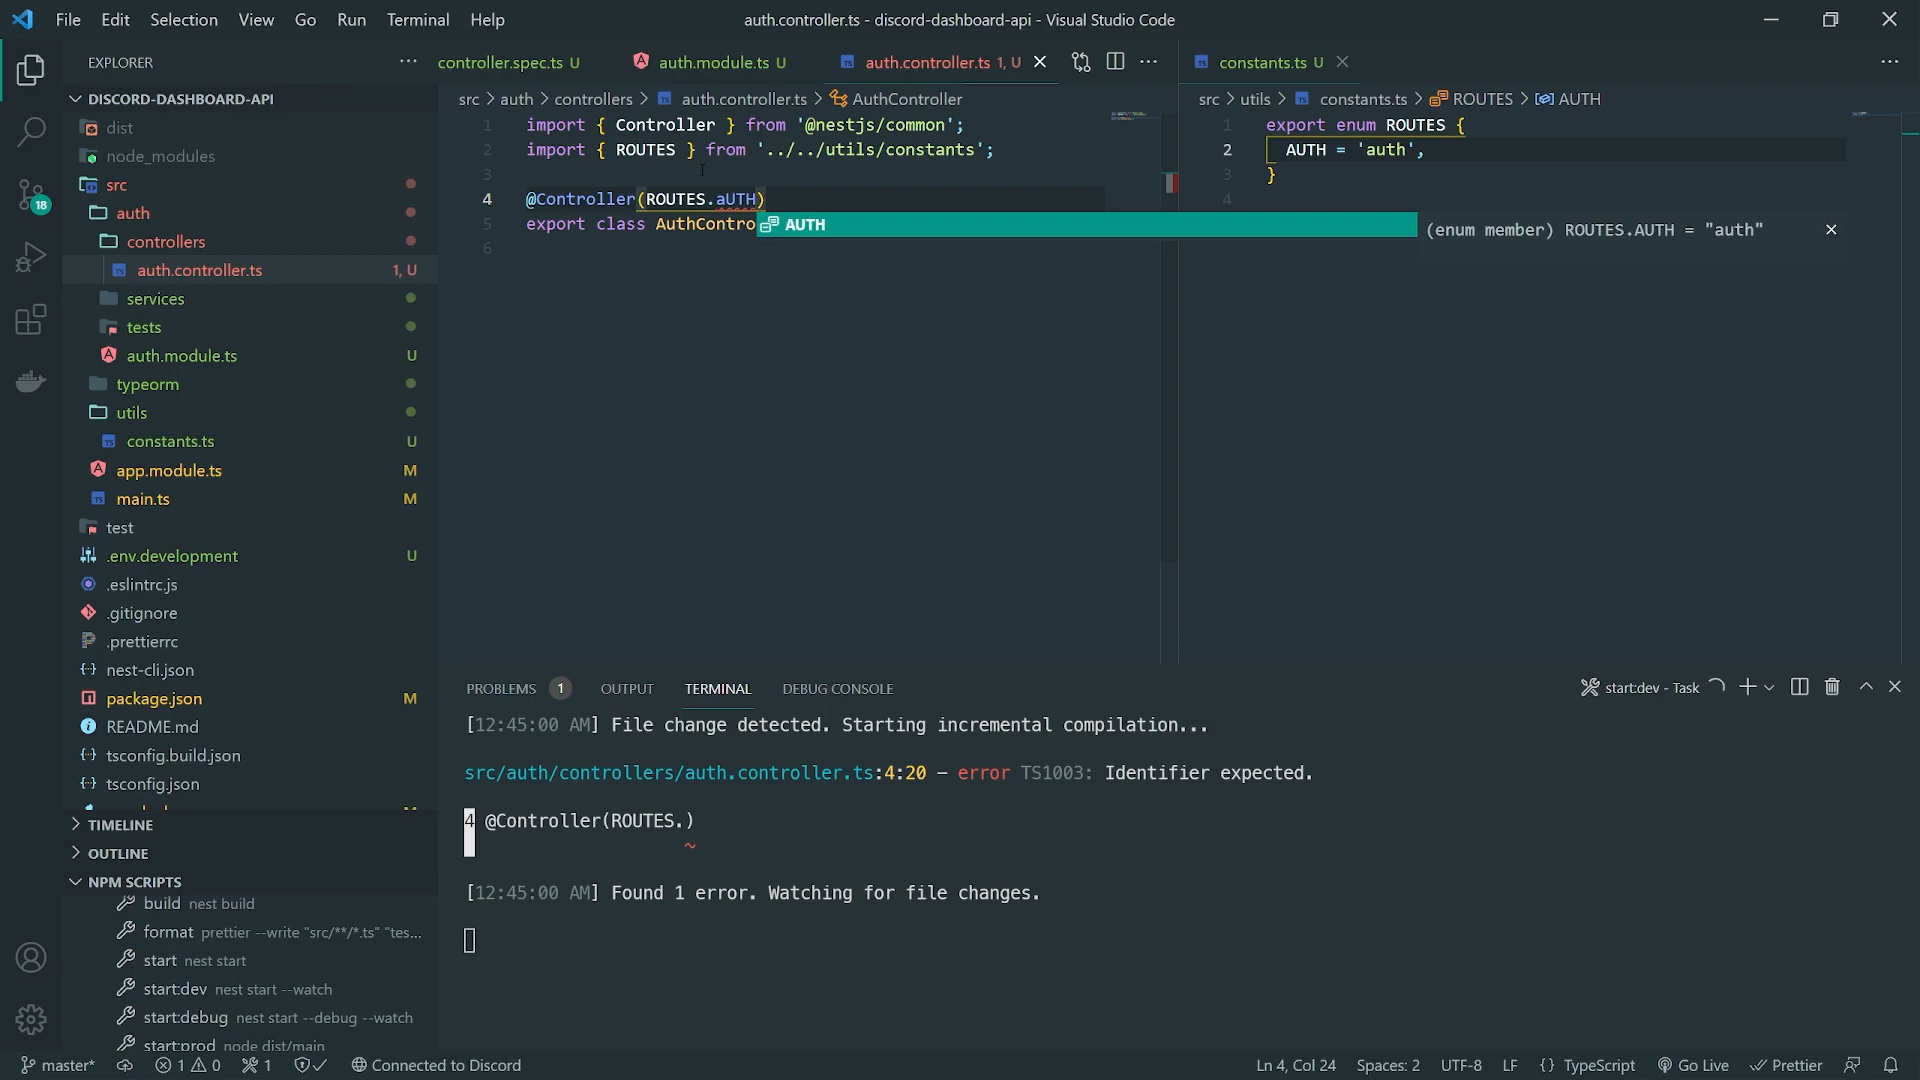 File Edit Selection View Go Run Terminal Help
auth.controller.ts - discord-dashboard-api - Visual Studio Code
EXPLORER
controller.spec.ts U
auth.module.ts U
auth.controller.ts 1, U
constants.ts U
DISCORD-DASHBOARD-API
dist
node_modules
src
auth
controllers
auth.controller.ts 1, U
services
tests
auth.module.ts U
typeorm
utils
constants.ts U
app.module.ts M
main.ts M
test
.env.development U
.eslintrc.js
.gitignore
.prettierrc
nest-cli.json
package.json M
README.md
tsconfig.build.json
tsconfig.json
TIMELINE
OUTLINE
NPM SCRIPTS
build nest build
format prettier --write "src/**/*.ts" "tes...
start nest start
start:dev nest start --watch
start:debug nest start --debug --watch
start:prod node dist/main
18
src > auth > controllers > auth.controller.ts > AuthController
1 import { Controller } from '@nestjs/common';
2 import { ROUTES } from '../../utils/constants';
3
4 @Controller(ROUTES.aUTH)
5 export class AuthContro
6
AUTH
(enum member) ROUTES.AUTH = "auth"
src > utils > constants.ts > ROUTES > AUTH
1 export enum ROUTES {
2 AUTH = 'auth',
3 }
4
PROBLEMS 1 OUTPUT TERMINAL DEBUG CONSOLE
start:dev - Task
[12:45:00 AM] File change detected. Starting incremental compilation...
src/auth/controllers/auth.controller.ts:4:20 - error TS1003: Identifier expected.
4 @Controller(ROUTES.)
~
[12:45:00 AM] Found 1 error. Watching for file changes.
master* 1 0 1 Connected to Discord
Ln 4, Col 24 Spaces: 2 UTF-8 LF {} TypeScript Go Live Prettier